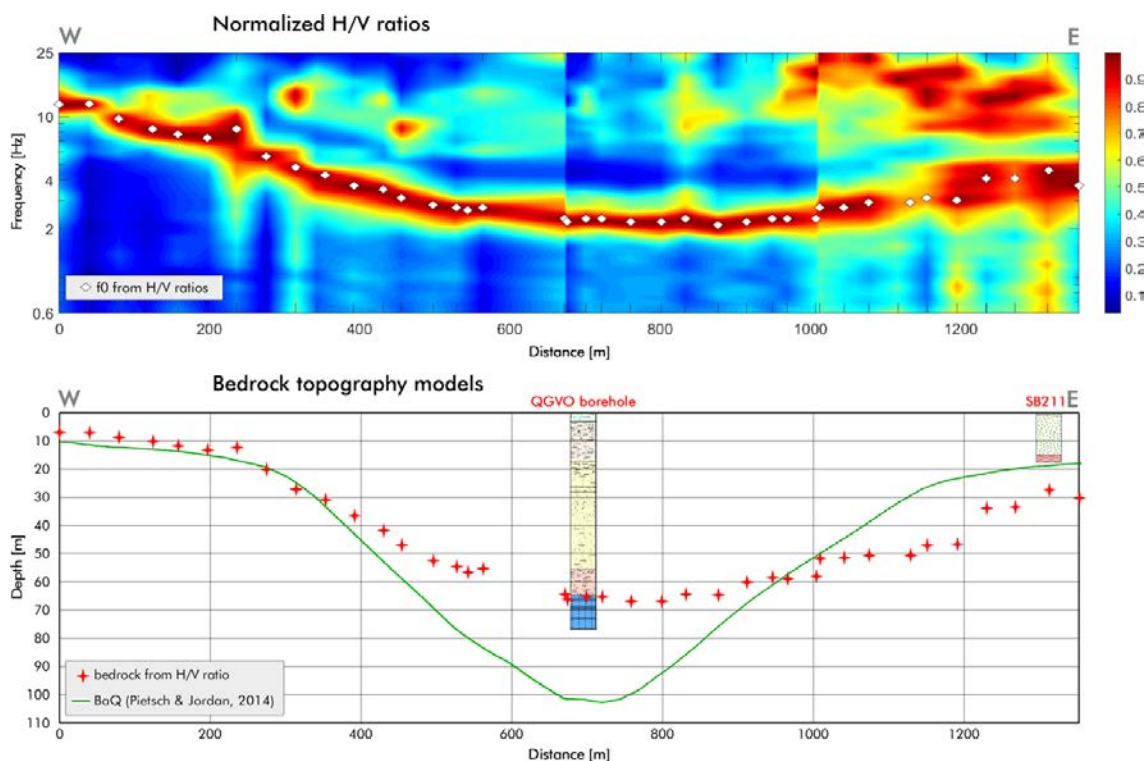 Normalized H/V ratios
W
E
25
10
4
2
0.6
Frequency [Hz]
f0 from H/V ratios
0
200
400
600
800
1000
1200
Distance [m]
0.9
0.8
0.7
0.6
0.5
0.4
0.3
0.2
0.1
Bedrock topography models
W
E
QGVO borehole
SB211
0
10
20
30
40
50
60
70
80
90
100
110
Depth [m]
bedrock from H/V ratio
BaQ (Pietsch & Jordan, 2014)
0
200
400
600
800
1000
1200
Distance [m]